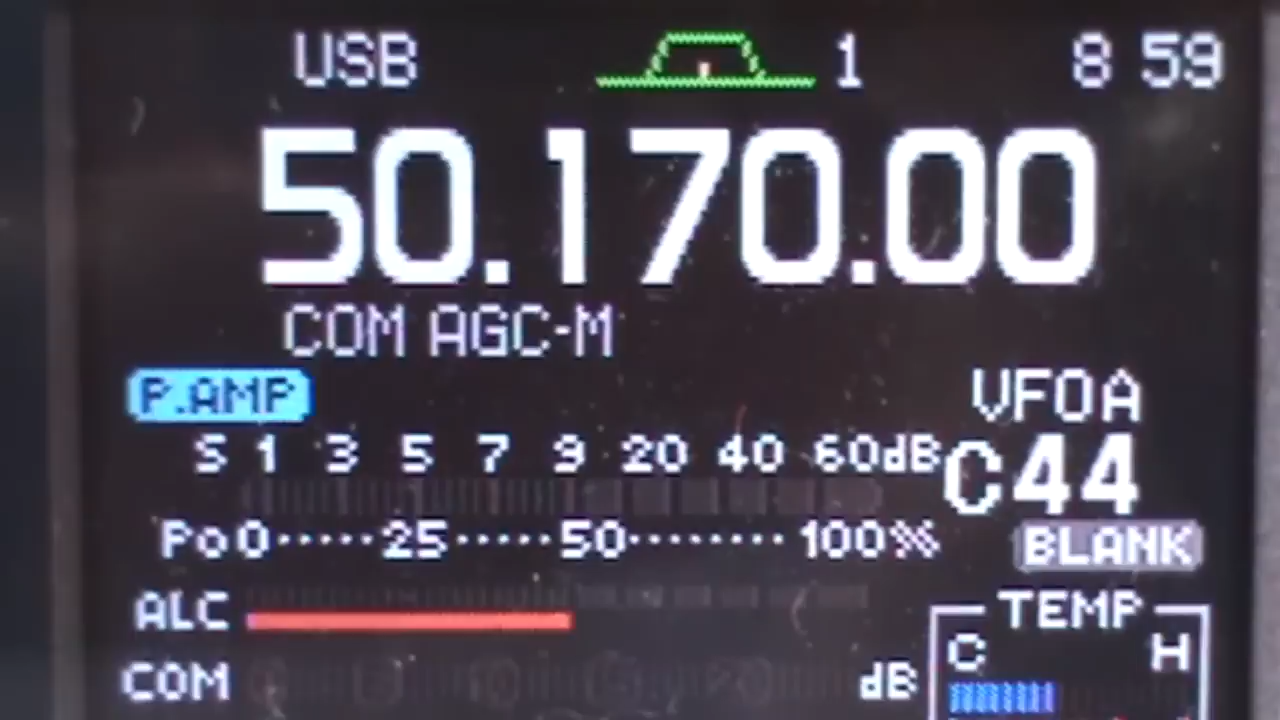 USB 1 8 59
50.170.00
COM AGC-M
P.AMP VFOA
S 1 3 5 7 9 20 40 60dB C44
Po 0·····25·····50········100% BLANK
ALC TEMP
C H
COM dB